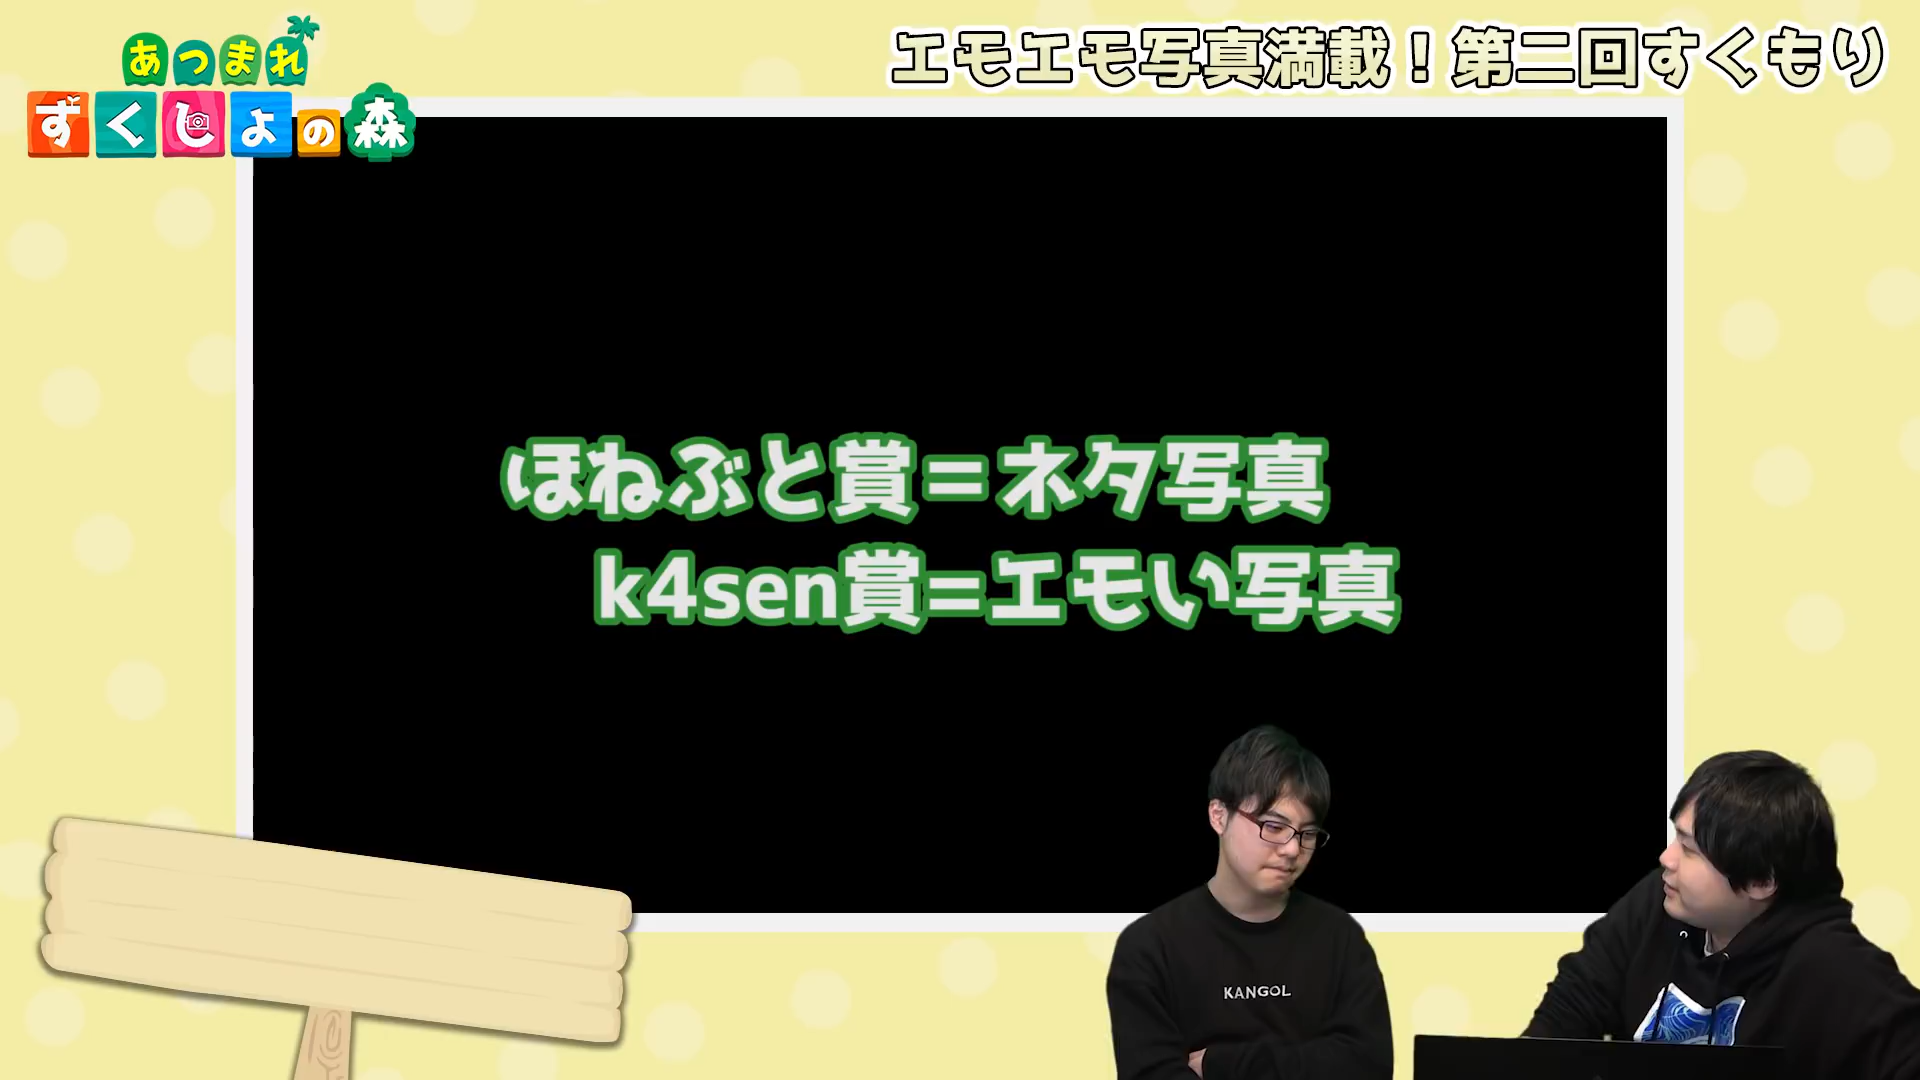 あつまれ
ずくしょの森
エモエモ写真満載！第二回すくもり
ほねぶと賞＝ネタ写真
k4sen賞=エモい写真
KANGOL